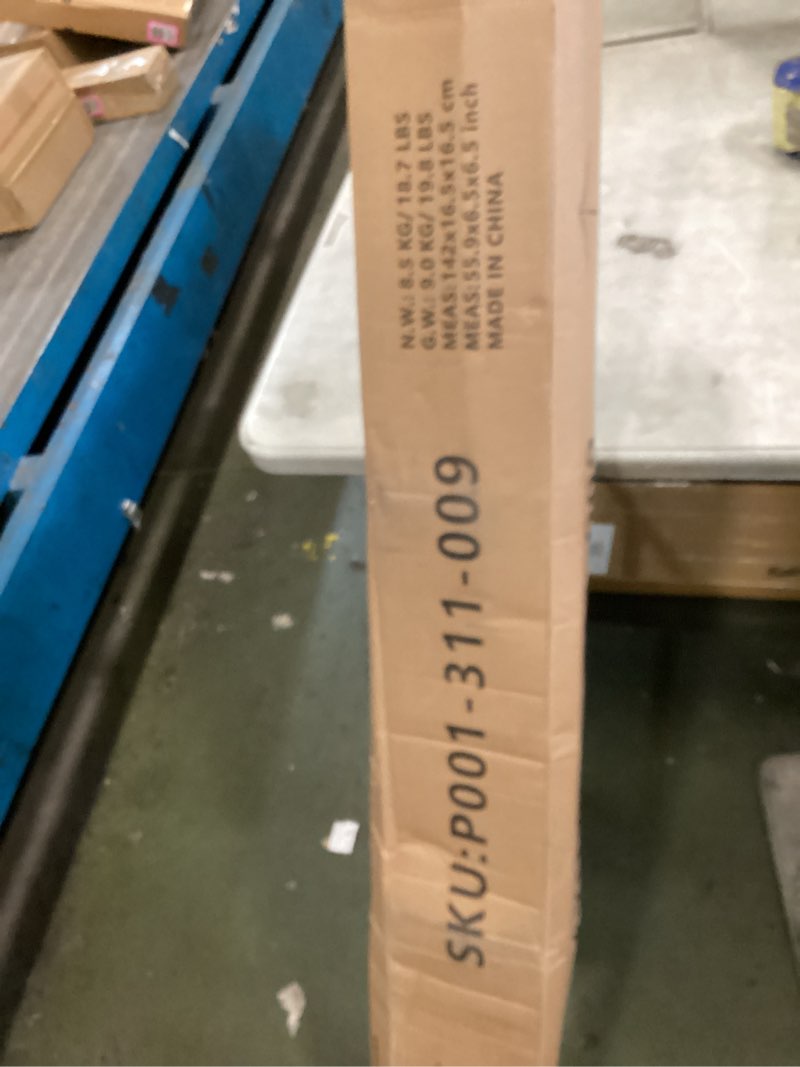 N.W.: 8.5 KG/ 18.7 LBS
G.W.: 9.0 KG/ 19.8 LBS
MEAS:142x16.5x16.5 cm
MEAS:55.9x6.5x6.5 inch
MADE IN CHINA
SKU:P001-311-009